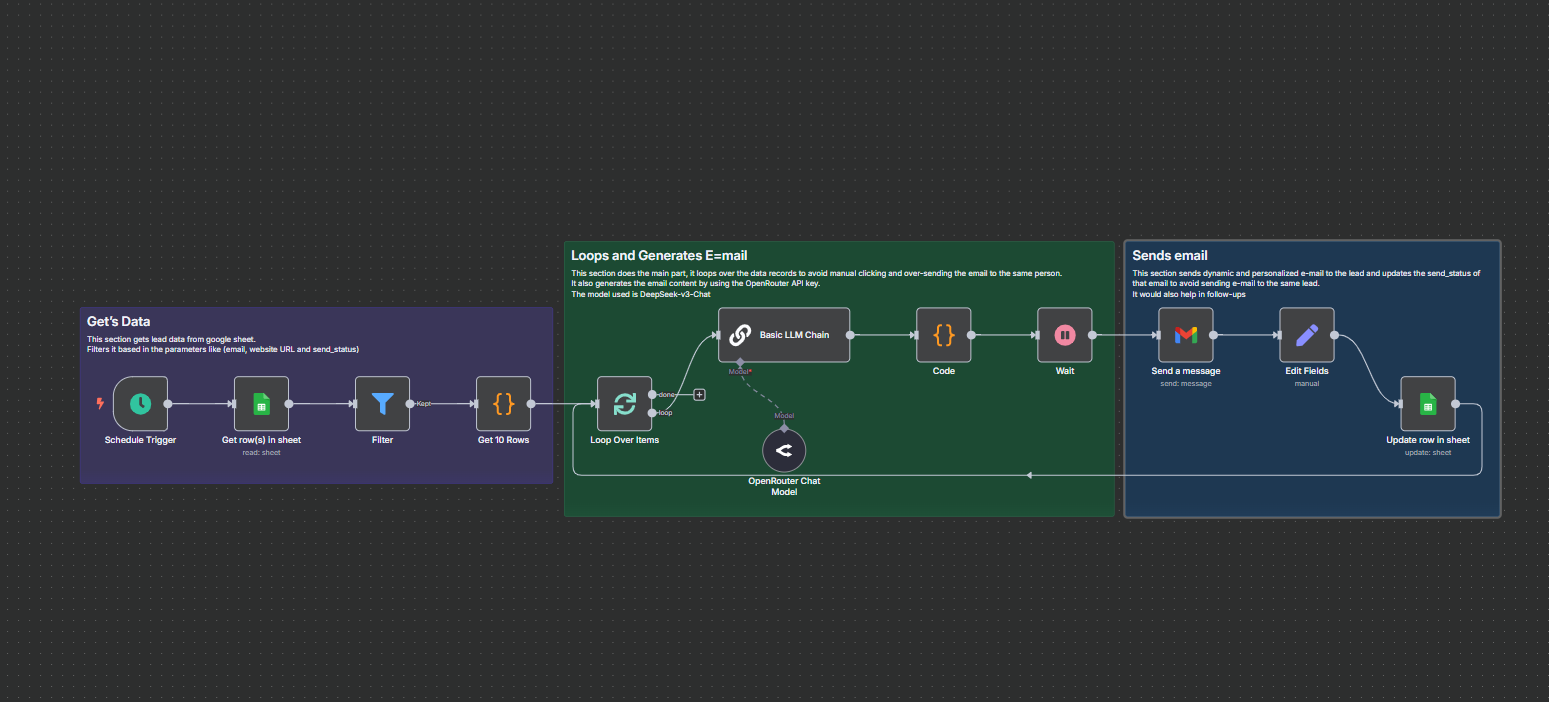 Get's Data
This section gets lead data from google sheet.
Filters it based in the parameters like (email, website URL and send_status)
Schedule Trigger
Get row(s) in sheet
read: sheet
Filter
Kept
Get 10 Rows
Loops and Generates E=mail
This section does the main part, it loops over the data records to avoid manual clicking and over-sending the email to the same person.
It also generates the email content by using the OpenRouter API key.
The model used is DeepSeek-v3-Chat
Loop Over Items
done
loop
Basic LLM Chain
Model*
Model
OpenRouter Chat
Model
Code
Wait
Sends email
This section sends dynamic and personalized e-mail to the lead and updates the send_status of
that email to avoid sending e-mail to the same lead.
It would also help in follow-ups
Send a message
send: message
Edit Fields
manual
Update row in sheet
update: sheet